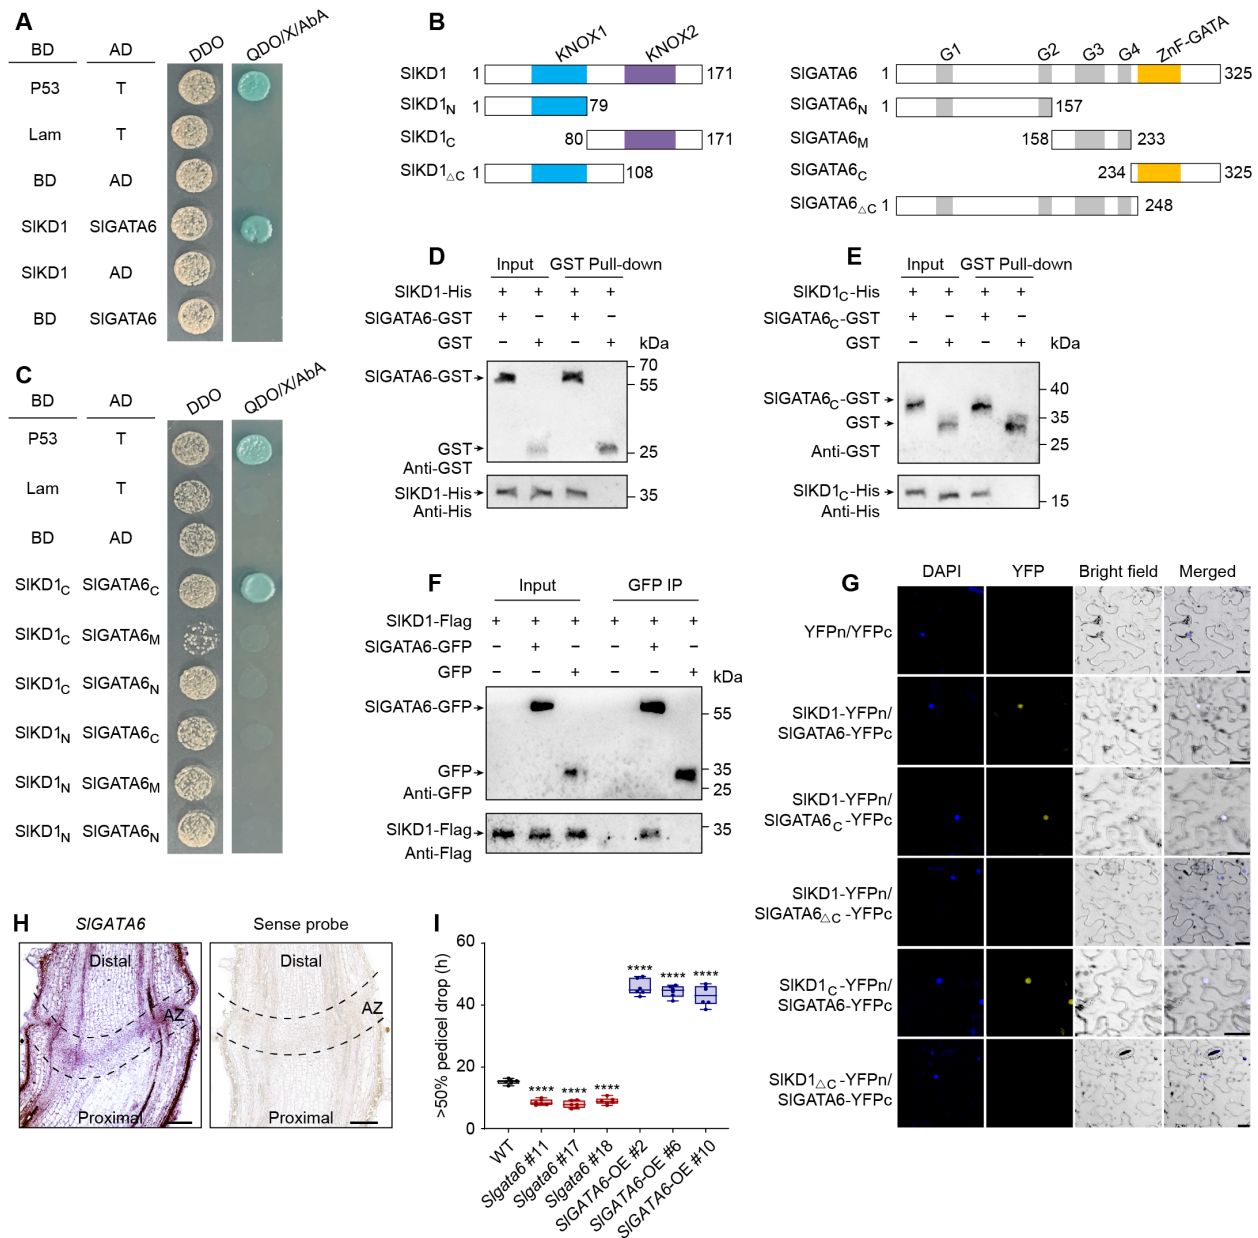 A
BD AD DDO QDO/X/AbA
P53 T
Lam T
BD AD
SlKD1 SlGATA6
SlKD1 AD
BD SlGATA6
B
KNOX1 KNOX2
SlKD1 1 171
SlKD1N 1 79
SlKD1C 80 171
SlKD1△C 1 108
G1 G2 G3 G4 ZnF-GATA
SlGATA6 1 325
SlGATA6N 1 157
SlGATA6M 158 233
SlGATA6C 234 325
SlGATA6△C 1 248
C
BD AD DDO QDO/X/AbA
P53 T
Lam T
BD AD
SlKD1C SlGATA6C
SlKD1C SlGATA6M
SlKD1C SlGATA6N
SlKD1N SlGATA6C
SlKD1N SlGATA6M
SlKD1N SlGATA6N
D
Input GST Pull-down
SlKD1-His + + + +
SlGATA6-GST + − + −
GST − + − + kDa
70
SlGATA6-GST 55
GST 25
Anti-GST
SlKD1-His 35
Anti-His
E
Input GST Pull-down
SlKD1C-His + + + +
SlGATA6C-GST + − + −
GST − + − + kDa
40
SlGATA6C-GST
35
GST
25
Anti-GST
SlKD1C-His
15
Anti-His
F
Input GFP IP
SlKD1-Flag + + + + + +
SlGATA6-GFP − + − − + −
GFP − − + − − + kDa
SlGATA6-GFP 55
GFP 35
25
Anti-GFP
SlKD1-Flag 35
Anti-Flag
G
DAPI YFP Bright field Merged
YFPn/YFPc
SlKD1-YFPn/
SlGATA6-YFPc
SlKD1-YFPn/
SlGATA6C-YFPc
SlKD1-YFPn/
SlGATA6△C-YFPc
SlKD1C-YFPn/
SlGATA6-YFPc
SlKD1△C-YFPn/
SlGATA6-YFPc
H
SlGATA6 Sense probe
Distal Distal
AZ AZ
Proximal Proximal
I
>50% pedicel drop (h)
60
40
20
0
**** **** ****
**** **** ****
WT
Slgata6 #11
Slgata6 #17
Slgata6 #18
SlGATA6-OE #2
SlGATA6-OE #6
SlGATA6-OE #10